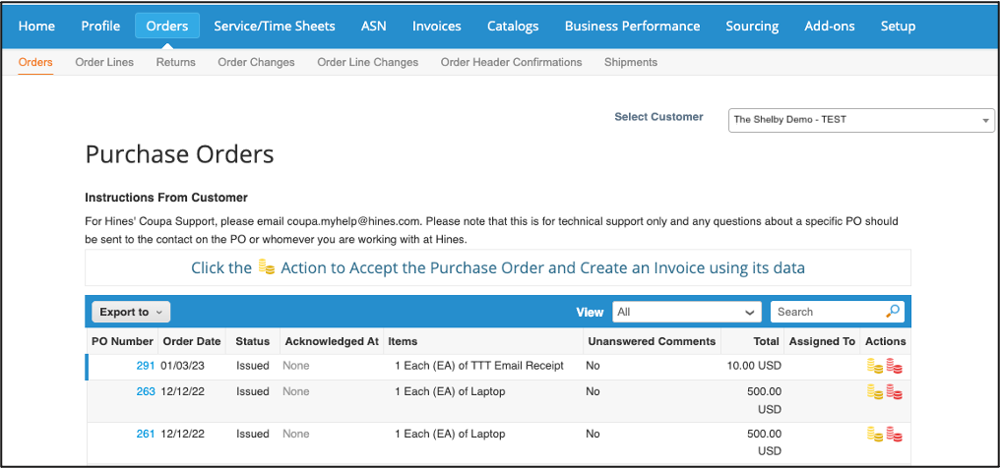 Home Profile Orders Service/Time Sheets ASN Invoices Catalogs Business Performance Sourcing Add-ons Setup
Orders Order Lines Returns Order Changes Order Line Changes Order Header Confirmations Shipments
Select Customer The Shelby Demo - TEST
Purchase Orders
Instructions From Customer
For Hines' Coupa Support, please email coupa.myhelp@hines.com. Please note that this is for technical support only and any questions about a specific PO should
be sent to the contact on the PO or whomever you are working with at Hines.
Click the Action to Accept the Purchase Order and Create an Invoice using its data
Export to View All Search
PO Number Order Date Status Acknowledged At Items Unanswered Comments Total Assigned To Actions
291 01/03/23 Issued None 1 Each (EA) of TTT Email Receipt No 10.00 USD
263 12/12/22 Issued None 1 Each (EA) of Laptop No 500.00
USD
261 12/12/22 Issued None 1 Each (EA) of Laptop No 500.00
USD